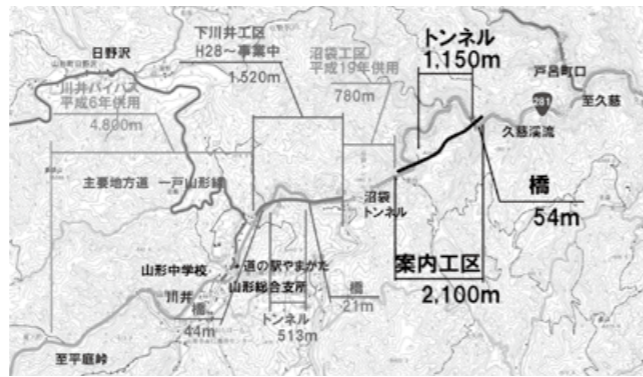 下川井工区
H28～事業中
1,520m
日野沢
川井バイパス
平成6年併用
4,800m
沼袋工区
平成19年併用
780m
トンネル
1,150m
戸呂町口
至久慈
281
久慈渓流
橋
54m
主要地方道 一戸山形線
沼袋
トンネル
案内工区
2,100m
山形中学校
道の駅やまがた
山形総合支所
川井
橋
44m
トンネル
513m
橋
21m
至平庭峠